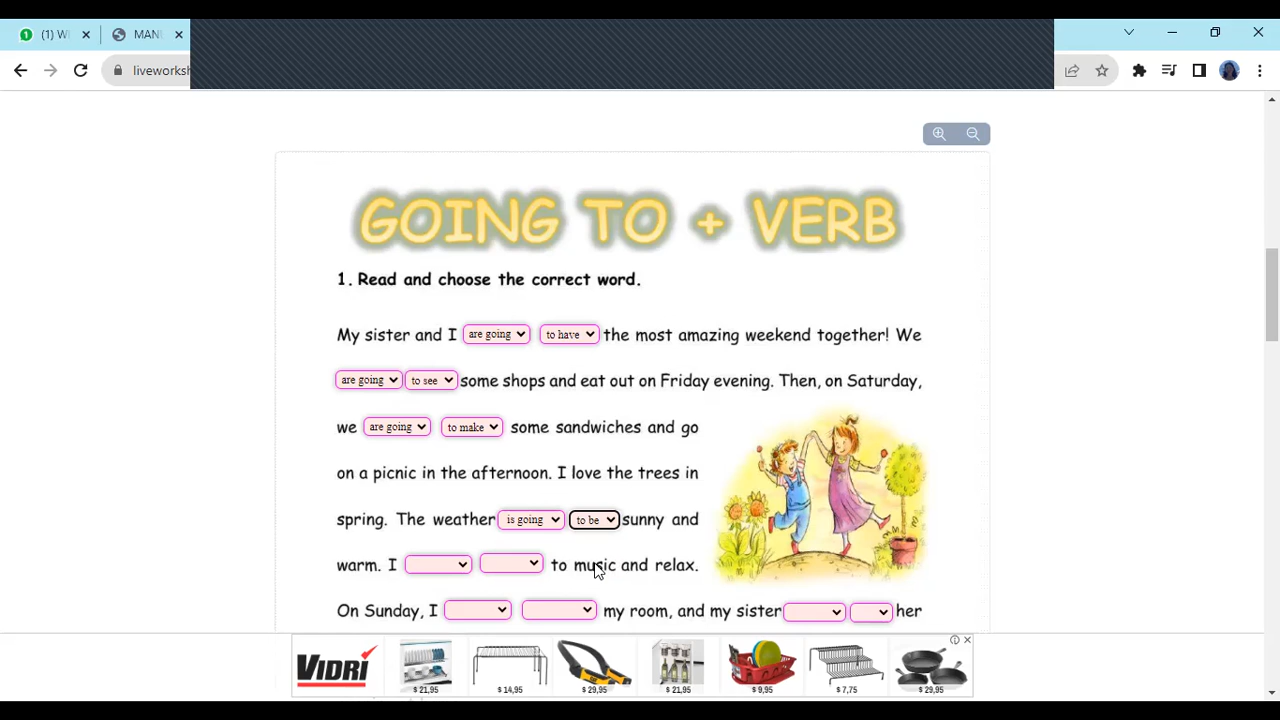 1 (1) W
MAN
liveworksh
GOING TO + VERB
1. Read and choose the correct word.
My sister and I are going to have the most amazing weekend together! We
are going to see some shops and eat out on Friday evening. Then, on Saturday,
we are going to make some sandwiches and go
on a picnic in the afternoon. I love the trees in
spring. The weather is going to be sunny and
warm. I to music and relax.
On Sunday, I my room, and my sister her
VIDRI
$ 21,95 $ 14,95 $ 29,95 $ 21,95 $ 9,95 $ 7,75 $ 29,95